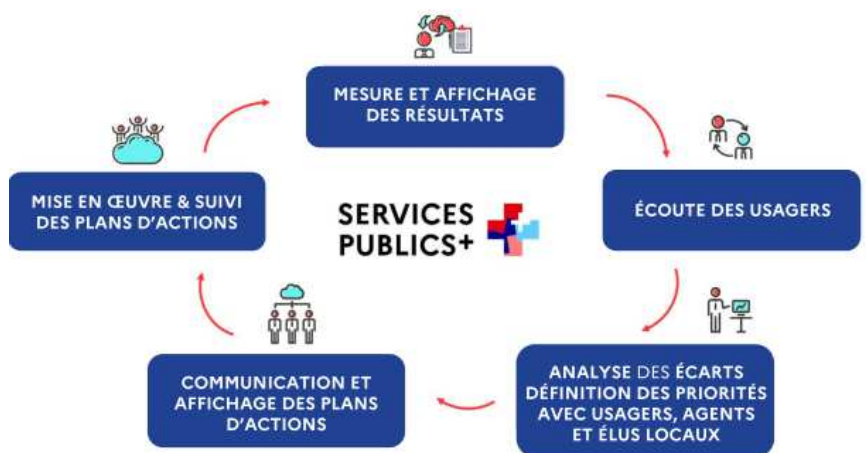 MESURE ET AFFICHAGE
DES RÉSULTATS
ÉCOUTE DES USAGERS
ANALYSE DES ÉCARTS
DÉFINITION DES PRIORITÉS
AVEC USAGERS, AGENTS
ET ÉLUS LOCAUX
COMMUNICATION ET
AFFICHAGE DES PLANS
D'ACTIONS
MISE EN ŒUVRE & SUIVI
DES PLANS D'ACTIONS
SERVICES
PUBLICS+